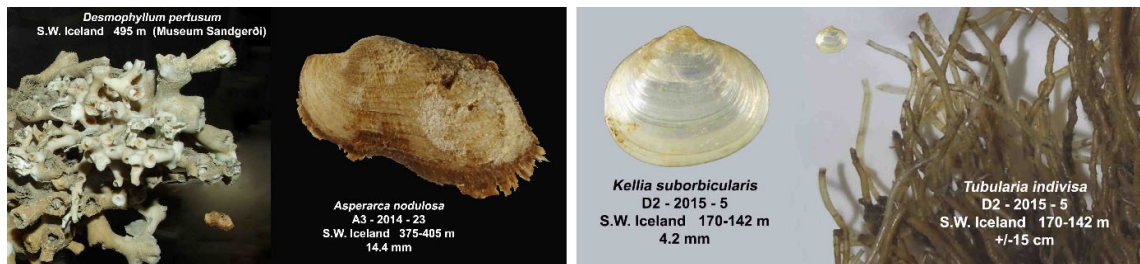 Desmophyllum pertusum
S.W. Iceland 495 m (Museum Sandgerði)
Asperarca nodulosa
A3 - 2014 - 23
S.W. Iceland 375-405 m
14.4 mm
Kellia suborbicularis
D2 - 2015 - 5
S.W. Iceland 170-142 m
4.2 mm
Tubularia indivisa
D2 - 2015 - 5
S.W. Iceland 170-142 m
+/-15 cm